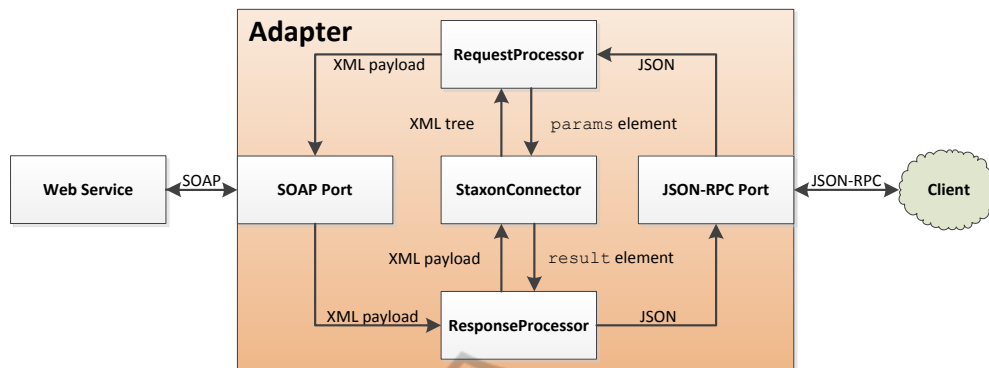 Adapter
RequestProcessor
XML payload
JSON
XML tree
params element
Web Service
SOAP
SOAP Port
StaxonConnector
JSON-RPC Port
JSON-RPC
Client
XML payload
result element
XML payload
ResponseProcessor
JSON